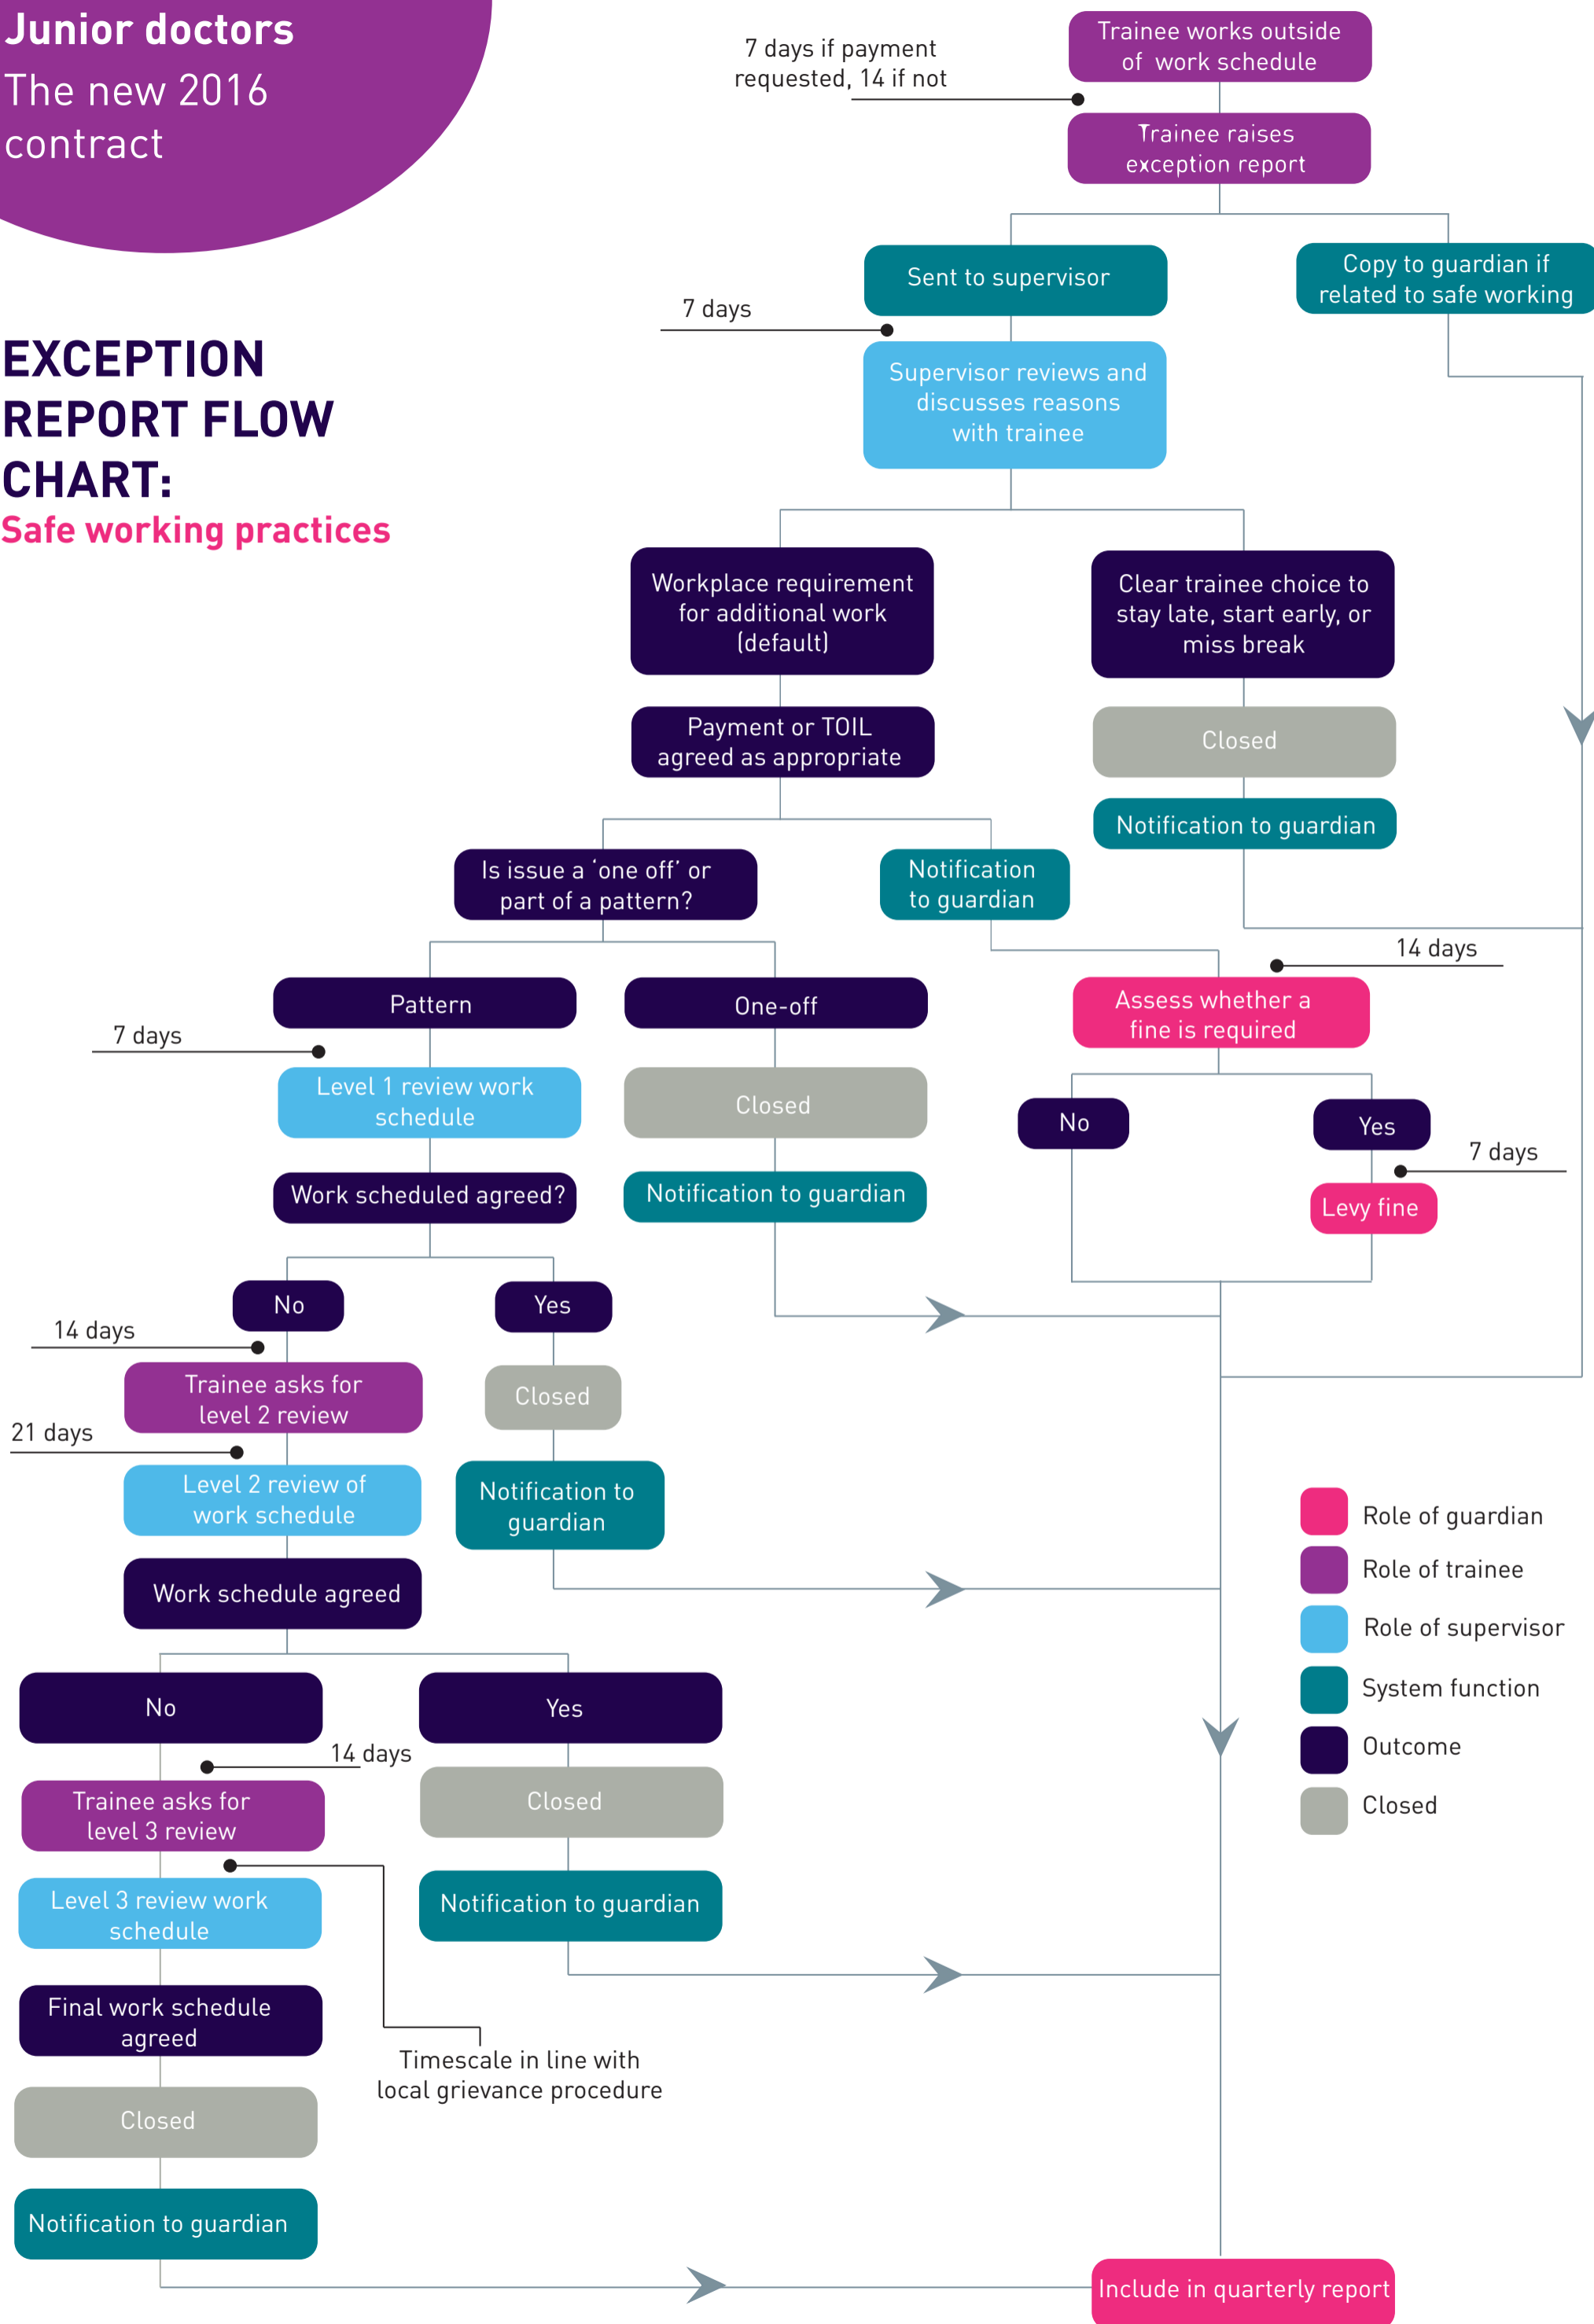 Junior doctors
The new 2016
contract
EXCEPTION
REPORT FLOW
CHART:
Safe working practices
7 days if payment
requested, 14 if not
Trainee works outside
of work schedule
Trainee raises
exception report
Sent to supervisor
Copy to guardian if
related to safe working
7 days
Supervisor reviews and
discusses reasons
with trainee
Workplace requirement
for additional work
(default)
Clear trainee choice to
stay late, start early, or
miss break
Payment or TOIL
agreed as appropriate
Closed
Notification to guardian
Is issue a ‘one off’ or
part of a pattern?
Notification
to guardian
14 days
Pattern
One-off
Assess whether a
fine is required
7 days
Level 1 review work
schedule
Closed
No
Yes
7 days
Work scheduled agreed?
Notification to guardian
Levy fine
No
Yes
14 days
Trainee asks for
level 2 review
Closed
21 days
Level 2 review of
work schedule
Notification to
guardian
Work schedule agreed
No
Yes
14 days
Trainee asks for
level 3 review
Closed
Level 3 review work
schedule
Notification to guardian
Final work schedule
agreed
Timescale in line with
local grievance procedure
Closed
Notification to guardian
Include in quarterly report
Role of guardian
Role of trainee
Role of supervisor
System function
Outcome
Closed